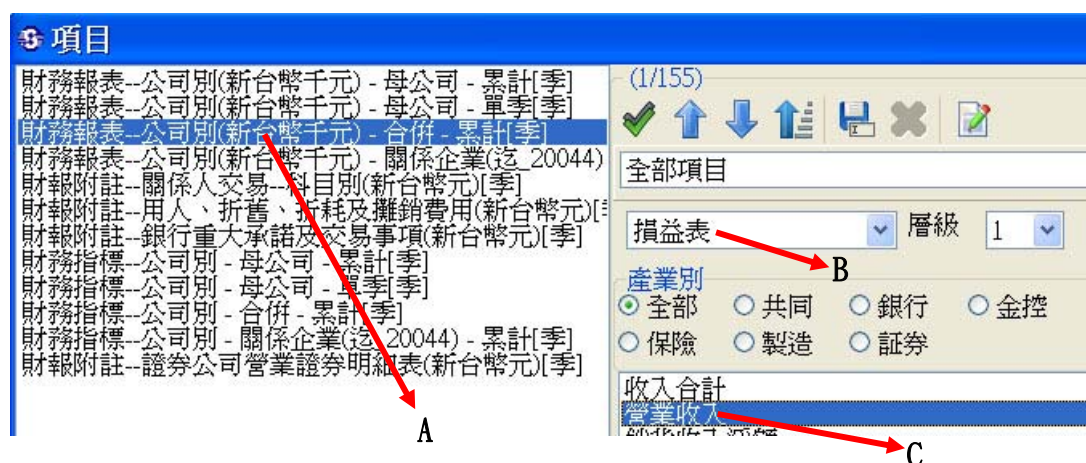 項目
財務報表--公司別(新台幣千元) - 母公司 - 累計[季]
財務報表--公司別(新台幣千元) - 母公司 - 單季[季]
財務報表--公司別(新台幣千元) - 合併 - 累計[季]
財務報表--公司別(新台幣千元) - 關係企業(迄_20044)
財報附註--關係人交易--科目別(新台幣元)[季]
財報附註--用人、折舊、折耗及攤銷費用(新台幣元)[
財報附註--銀行重大承諾及交易事項(新台幣元)[季]
財務指標--公司別 - 母公司 - 累計[季]
財務指標--公司別 - 母公司 - 單季[季]
財務指標--公司別 - 合併 - 累計[季]
財務指標--公司別 - 關係企業(迄_20044) - 累計[季]
財報附註--證券公司營業證券明細表(新台幣元)[季]
A
(1/155)
全部項目
損益表 層級 1
B
產業別
全部 共同 銀行 金控
保險 製造 証券
收入合計
營業收入
C